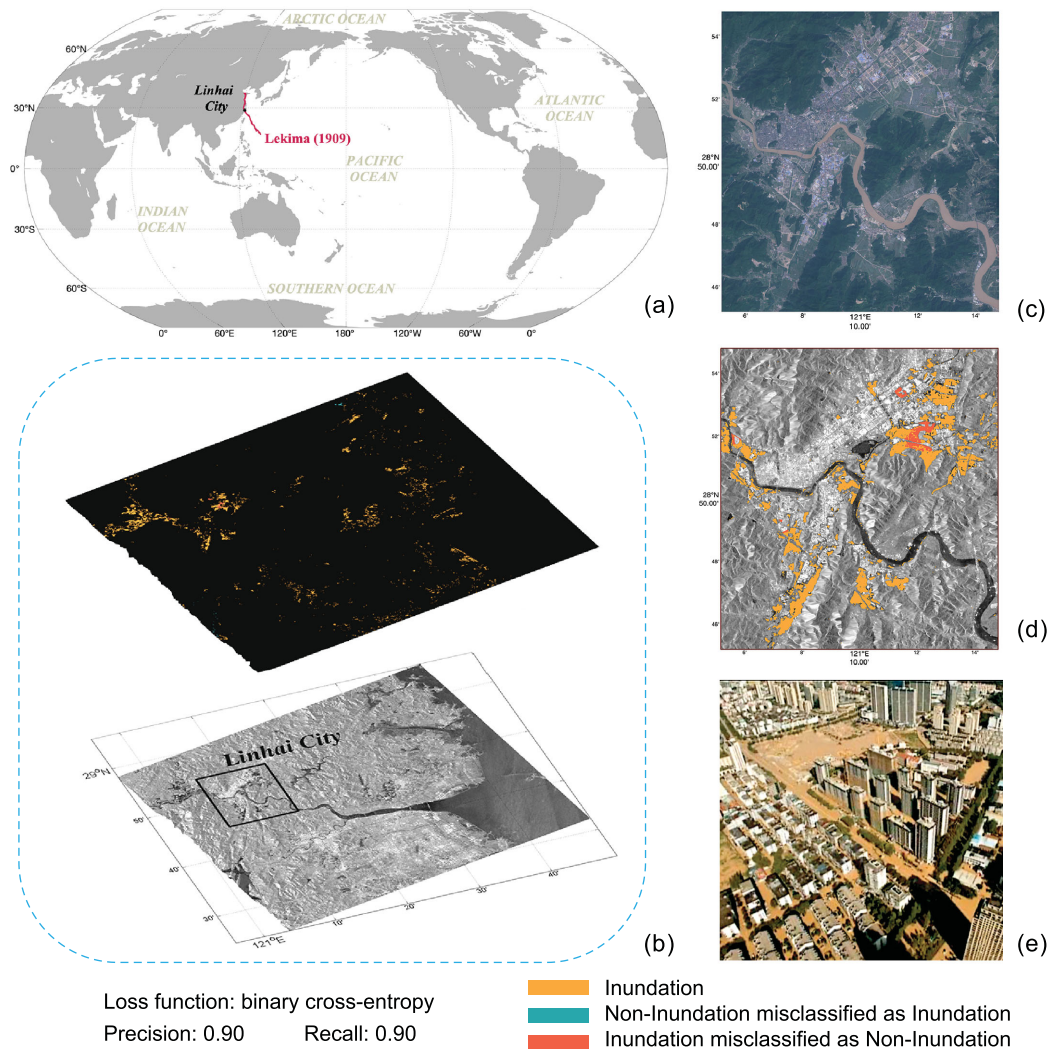 ARCTIC OCEAN
60°N
Linhai
City
30°N
ATLANTIC
OCEAN
Lekima (1909)
PACIFIC
OCEAN
0°
INDIAN
OCEAN
30°S
60°S
SOUTHERN OCEAN
(a)
0°
60°E
120°E
180°W
120°W
60°W
0°
54'
52'
28°N
50.00'
48'
46'
6'
8'
121°E
10.00'
12'
14'
(c)
54'
52'
28°N
50.00'
48'
46'
6'
8'
121°E
10.00'
12'
14'
(d)
Linhai City
29°N
50'
40'
30'
121°E
10'
20'
30'
40'
(b)
(e)
Loss function: binary cross-entropy
Precision: 0.90 Recall: 0.90
Inundation
Non-Inundation misclassified as Inundation
Inundation misclassified as Non-Inundation